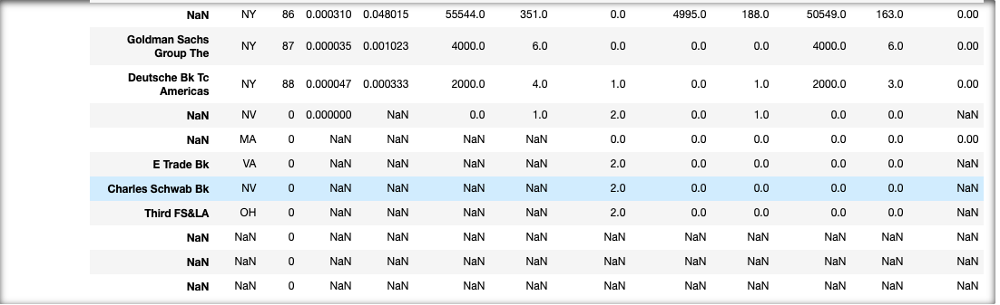 NaN NY 86 0.000310 0.048015 55544.0 351.0 0.0 4995.0 188.0 50549.0 163.0 0.00
Goldman Sachs
Group The NY 87 0.000035 0.001023 4000.0 6.0 0.0 0.0 0.0 4000.0 6.0 0.00
Deutsche Bk Tc
Americas NY 88 0.000047 0.000333 2000.0 4.0 1.0 0.0 1.0 2000.0 3.0 0.00
NaN NV 0 0.000000 NaN 0.0 1.0 2.0 0.0 1.0 0.0 0.0 NaN
NaN MA 0 NaN NaN NaN NaN 0.0 0.0 0.0 0.0 0.0 0.00
E Trade Bk VA 0 NaN NaN NaN NaN 2.0 0.0 0.0 0.0 0.0 NaN
Charles Schwab Bk NV 0 NaN NaN NaN NaN 2.0 0.0 0.0 0.0 0.0 NaN
Third FS&LA OH 0 NaN NaN NaN NaN 2.0 0.0 0.0 0.0 0.0 NaN
NaN NaN 0 NaN NaN NaN NaN NaN NaN NaN NaN NaN NaN
NaN NaN 0 NaN NaN NaN NaN NaN NaN NaN NaN NaN NaN
NaN NaN 0 NaN NaN NaN NaN NaN NaN NaN NaN NaN NaN